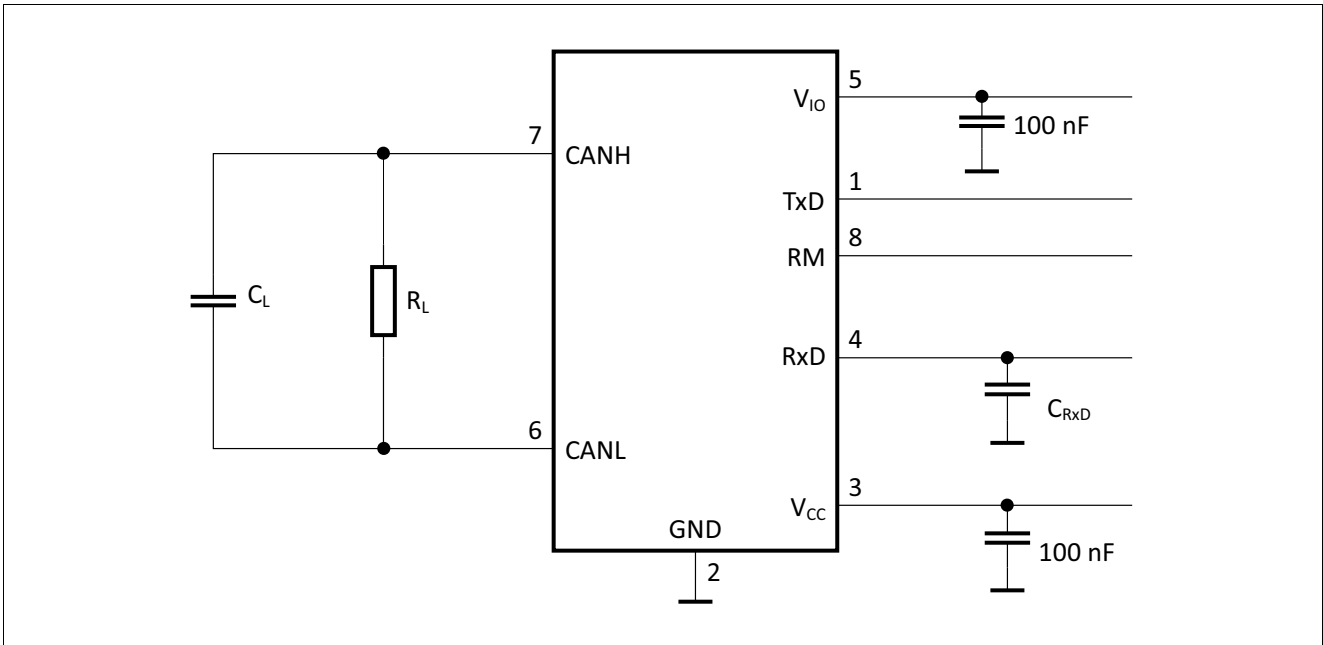 5
V_IO
100 nF
7
CANH
1
TxD
8
RM
C_L
R_L
4
RxD
C_RxD
6
CANL
3
V_CC
GND
100 nF
2